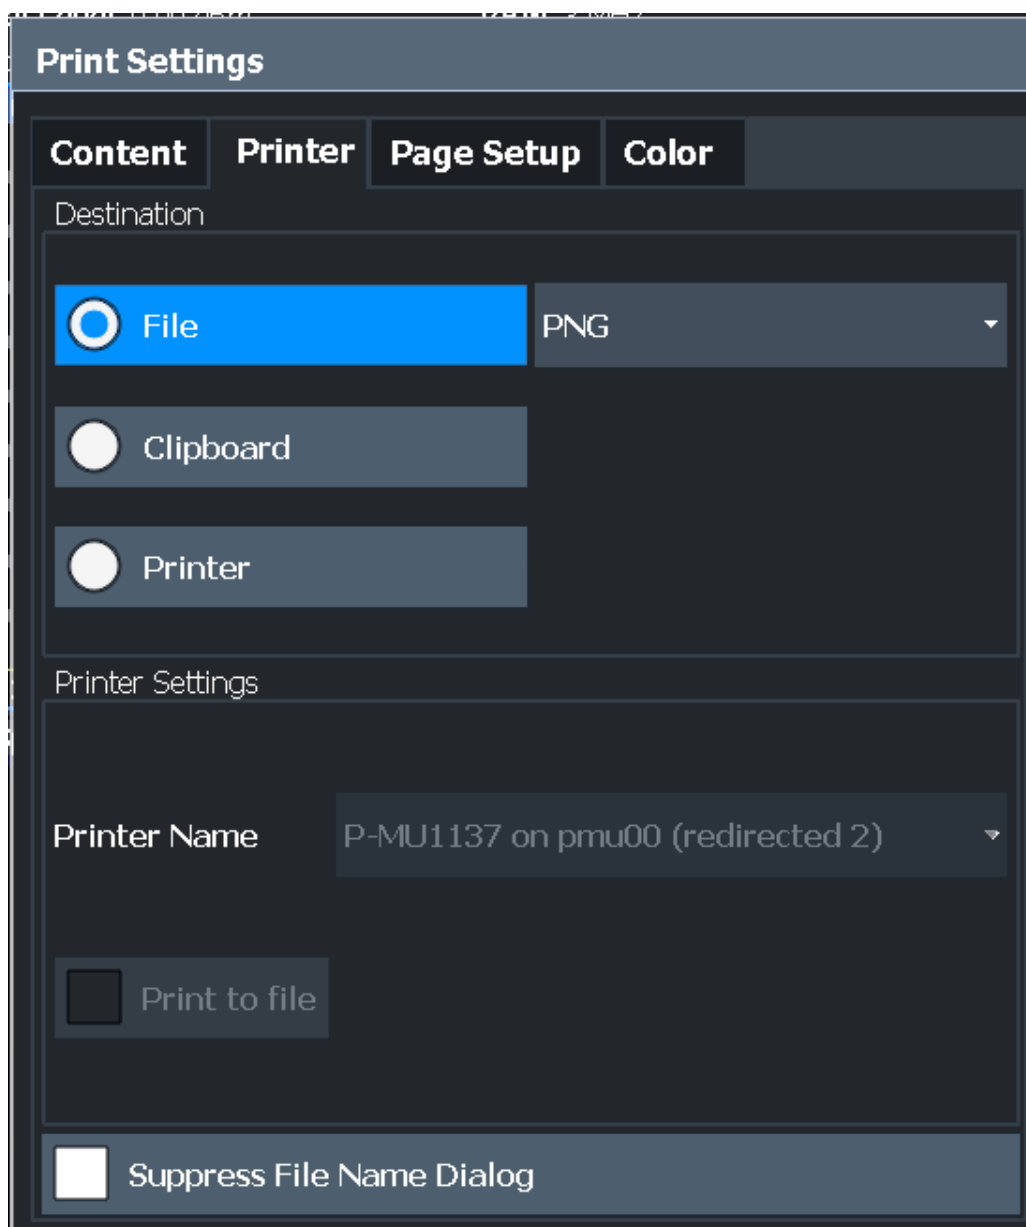 Print Settings
Content Printer Page Setup Color
Destination
File PNG
Clipboard
Printer
Printer Settings
Printer Name P-MU1137 on pmu00 (redirected 2)
Print to file
Suppress File Name Dialog